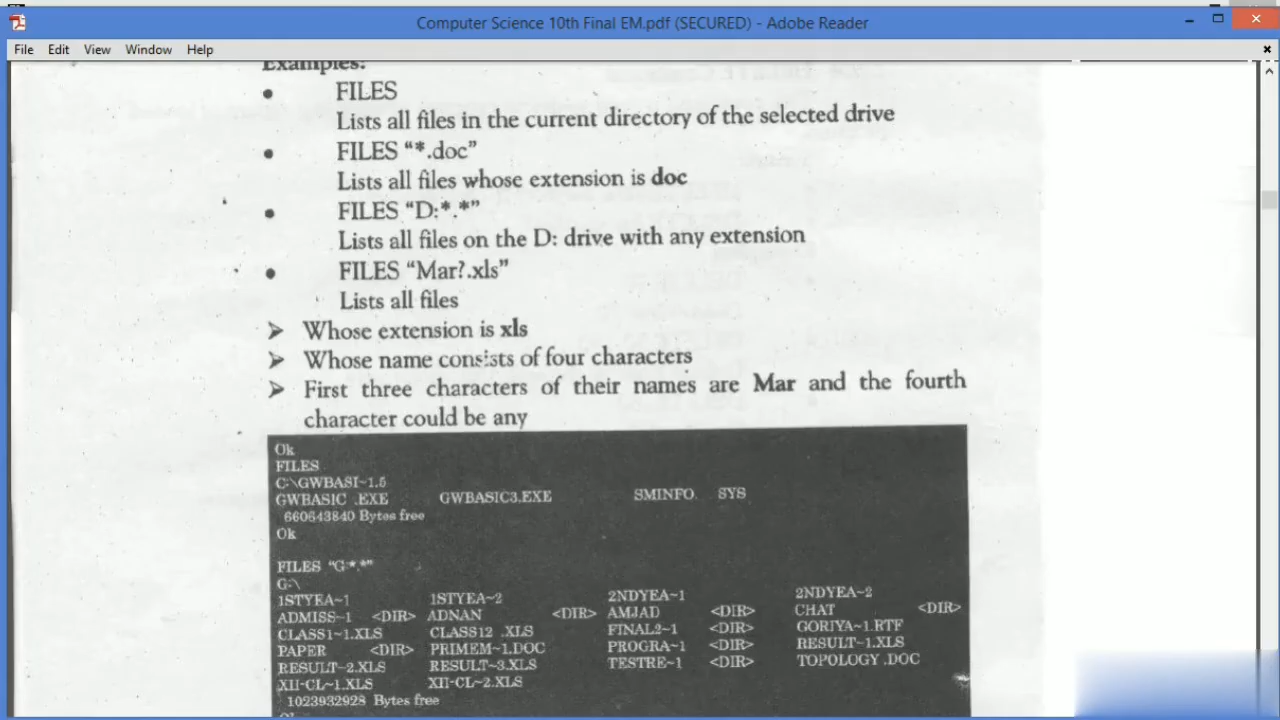 Computer Science 10th Final EM.pdf (SECURED) - Adobe Reader
File Edit View Window Help
Examples:
• FILES
Lists all files in the current directory of the selected drive
• FILES “*.doc”
Lists all files whose extension is doc
• FILES “D:*.*”
Lists all files on the D: drive with any extension
• FILES “Mar?.xls”
Lists all files
➢ Whose extension is xls
➢ Whose name consists of four characters
➢ First three characters of their names are Mar and the fourth
character could be any
Ok
FILES
C:\GWBASI~1.5
GWBASIC .EXE GWBASIC3.EXE SMINFO. SYS
660643840 Bytes free
Ok
FILES "G:*.*"
G:\
1STYEA~1 1STYEA~2 2NDYEA~1 2NDYEA~2
ADMISS~1 <DIR> ADNAN <DIR> AMJAD <DIR> CHAT <DIR>
CLASS1~1.XLS CLASS12 .XLS FINAL2~1 <DIR> GORIYA~1.RTF
PAPER <DIR> PRIMEM~1.DOC PROGRA~1 <DIR> RESULT~1.XLS
RESULT~2.XLS RESULT~3.XLS TESTRE~1 <DIR> TOPOLOGY .DOC
XII-CL~1.XLS XII-CL~2.XLS
1023932928 Bytes free
Ok